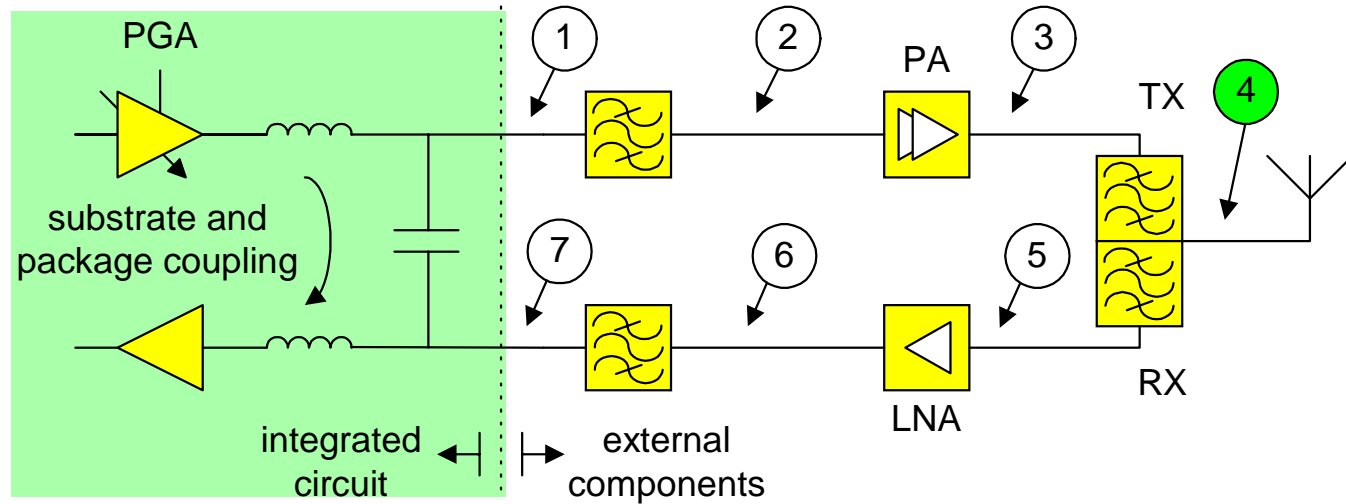 PGA
1
2
PA
3
TX
4
substrate and
package coupling
7
6
5
LNA
RX
integrated
circuit
external
components